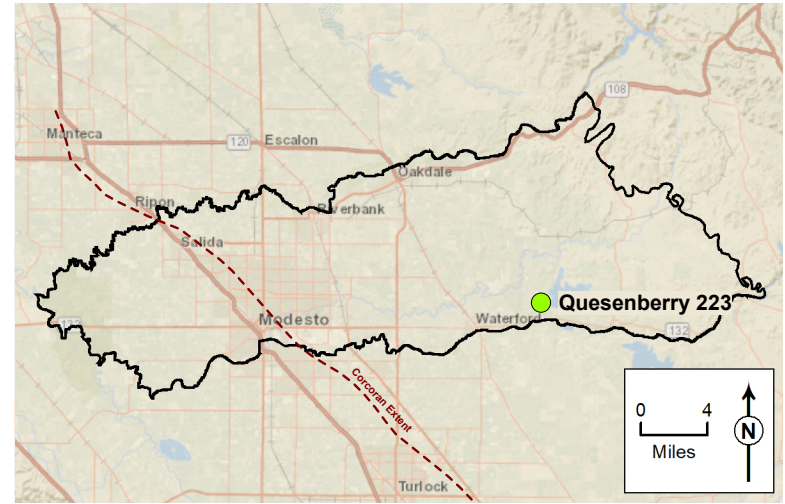 108
Manteca
120
Escalon
Oakdale
Ripon
Riverbank
Salida
Quesenberry 223
Waterford
132
Modesto
132
Corcoran Extent
0 4
Miles
N
Turlock